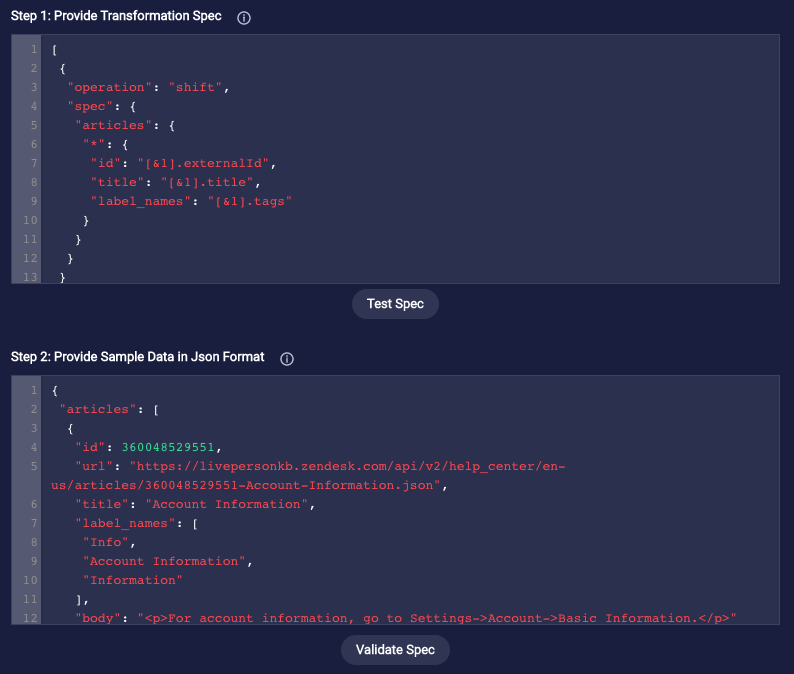 Step 1: Provide Transformation Spec
1 [
2 {
3 "operation": "shift",
4 "spec": {
5 "articles": {
6 "*": {
7 "id": "[&1].externalId",
8 "title": "[&1].title",
9 "label_names": "[&1].tags"
10 }
11 }
12 }
13 }
Test Spec
Step 2: Provide Sample Data in Json Format
1 {
2 "articles": [
3 {
4 "id": 360048529551,
5 "url": "https://livepersonkb.zendesk.com/api/v2/help_center/en-
us/articles/360048529551-Account-Information.json",
6 "title": "Account Information",
7 "label_names": [
8 "Info",
9 "Account Information",
10 "Information"
11 ],
12 "body": "<p>For account information, go to Settings->Account->Basic Information.</p>"
Validate Spec